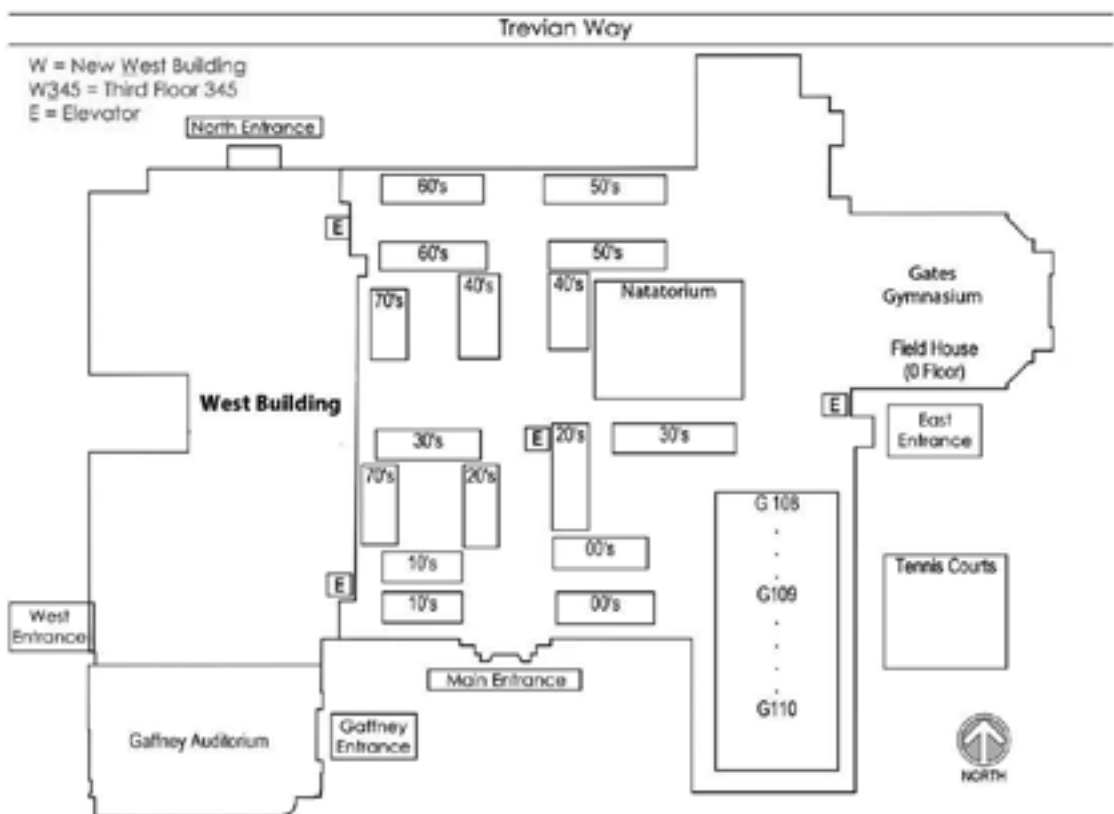 Trevian Way
W = New West Building
W345 = Third Floor 345
E = Elevator
North Entrance
60's
50's
E
60's
50's
70's
40's
40's
Natatorium
Gates
Gymnasium
Field House
(0 Floor)
West Building
E
East
Entrance
30's
E
20's
30's
70's
20's
G 108
00's
10's
E
10's
00's
G109
Tennis Courts
West
Entrance
Main Entrance
G110
Gaffney Auditorium
Gaffney
Entrance
NORTH